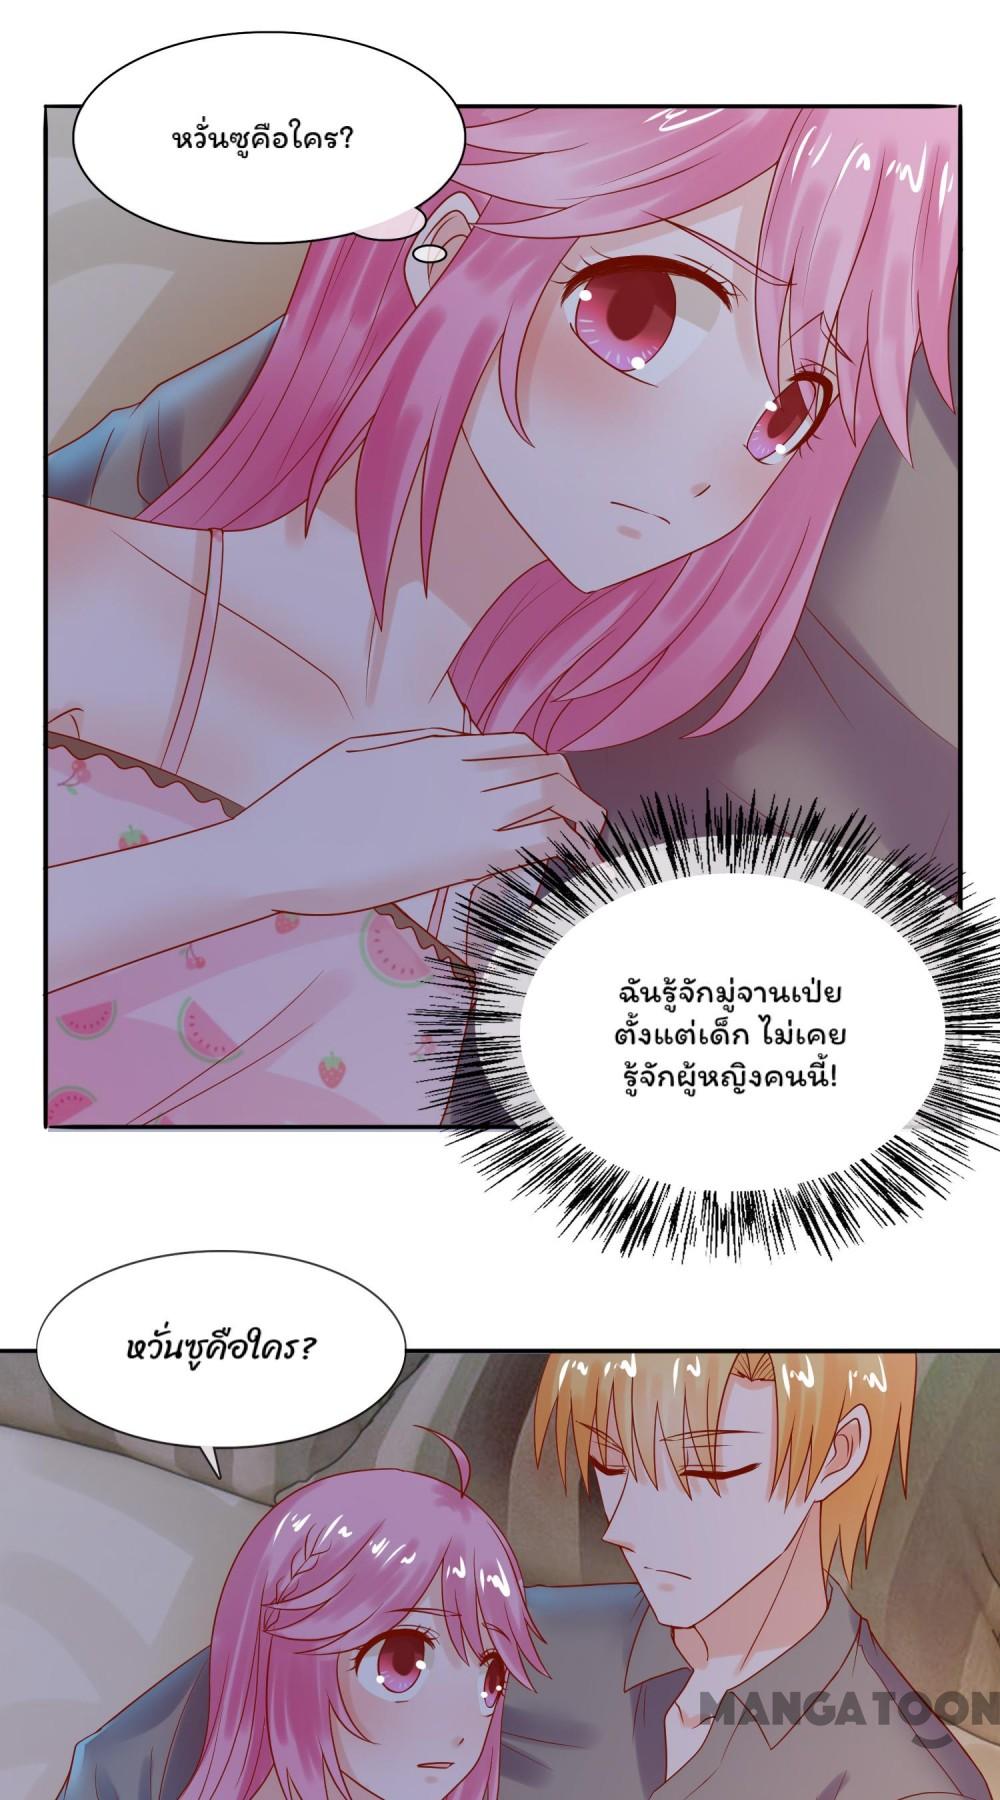 หวั่นซูคือใคร?
ฉันรู้จักมู่จานเป่ย
ตั้งแต่เด็ก ไม่เคย
รู้จักผู้หญิงคนนี้!
หวั่นซูคือใคร?
MANGATOON